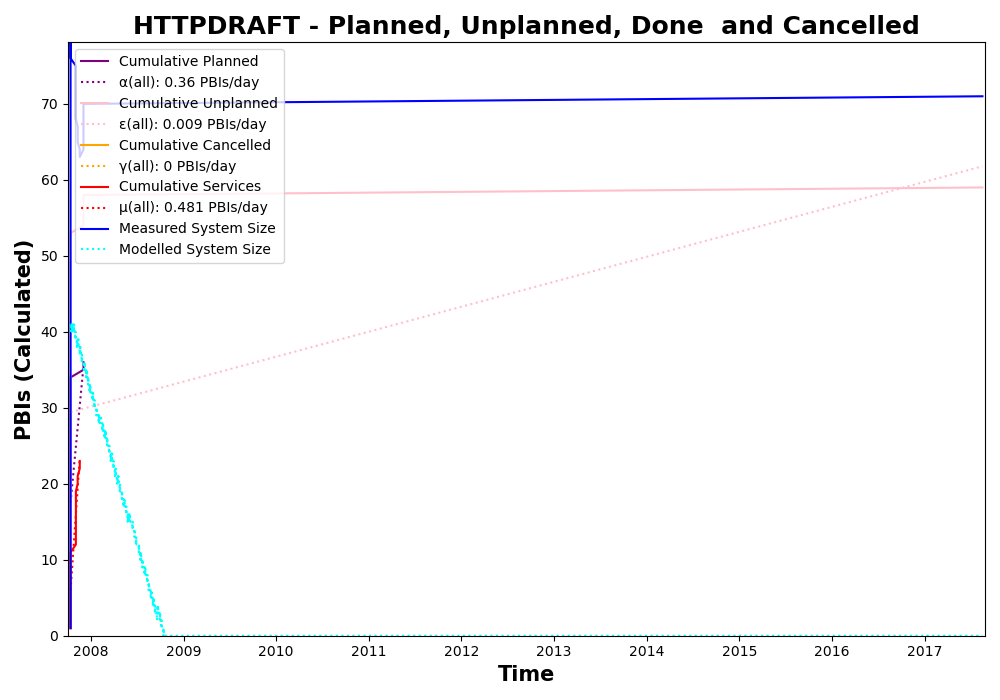 HTTPDRAFT - Planned, Unplanned, Done  and Cancelled
Cumulative Planned
α(all): 0.36 PBIs/day
Cumulative Unplanned
ε(all): 0.009 PBIs/day
Cumulative Cancelled
γ(all): 0 PBIs/day
Cumulative Services
μ(all): 0.481 PBIs/day
Measured System Size
Modelled System Size
PBIs (Calculated)
70
60
50
40
30
20
10
0
2008 2009 2010 2011 2012 2013 2014 2015 2016 2017
Time